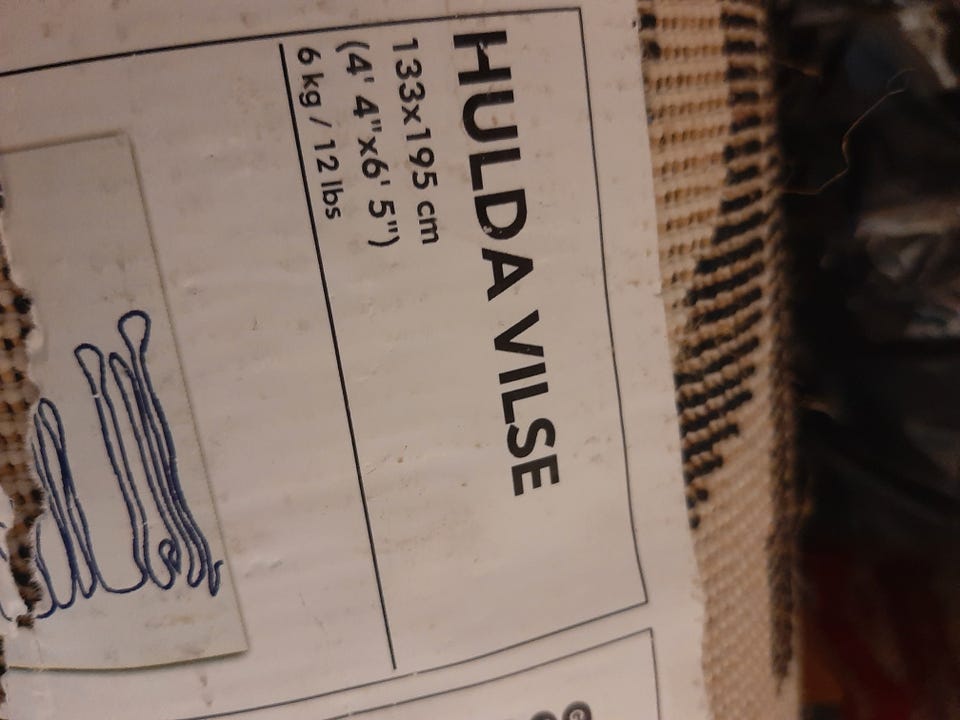 HULDA VILSE
133x195 cm
(4' 4"x6' 5")
6 kg / 12 lbs